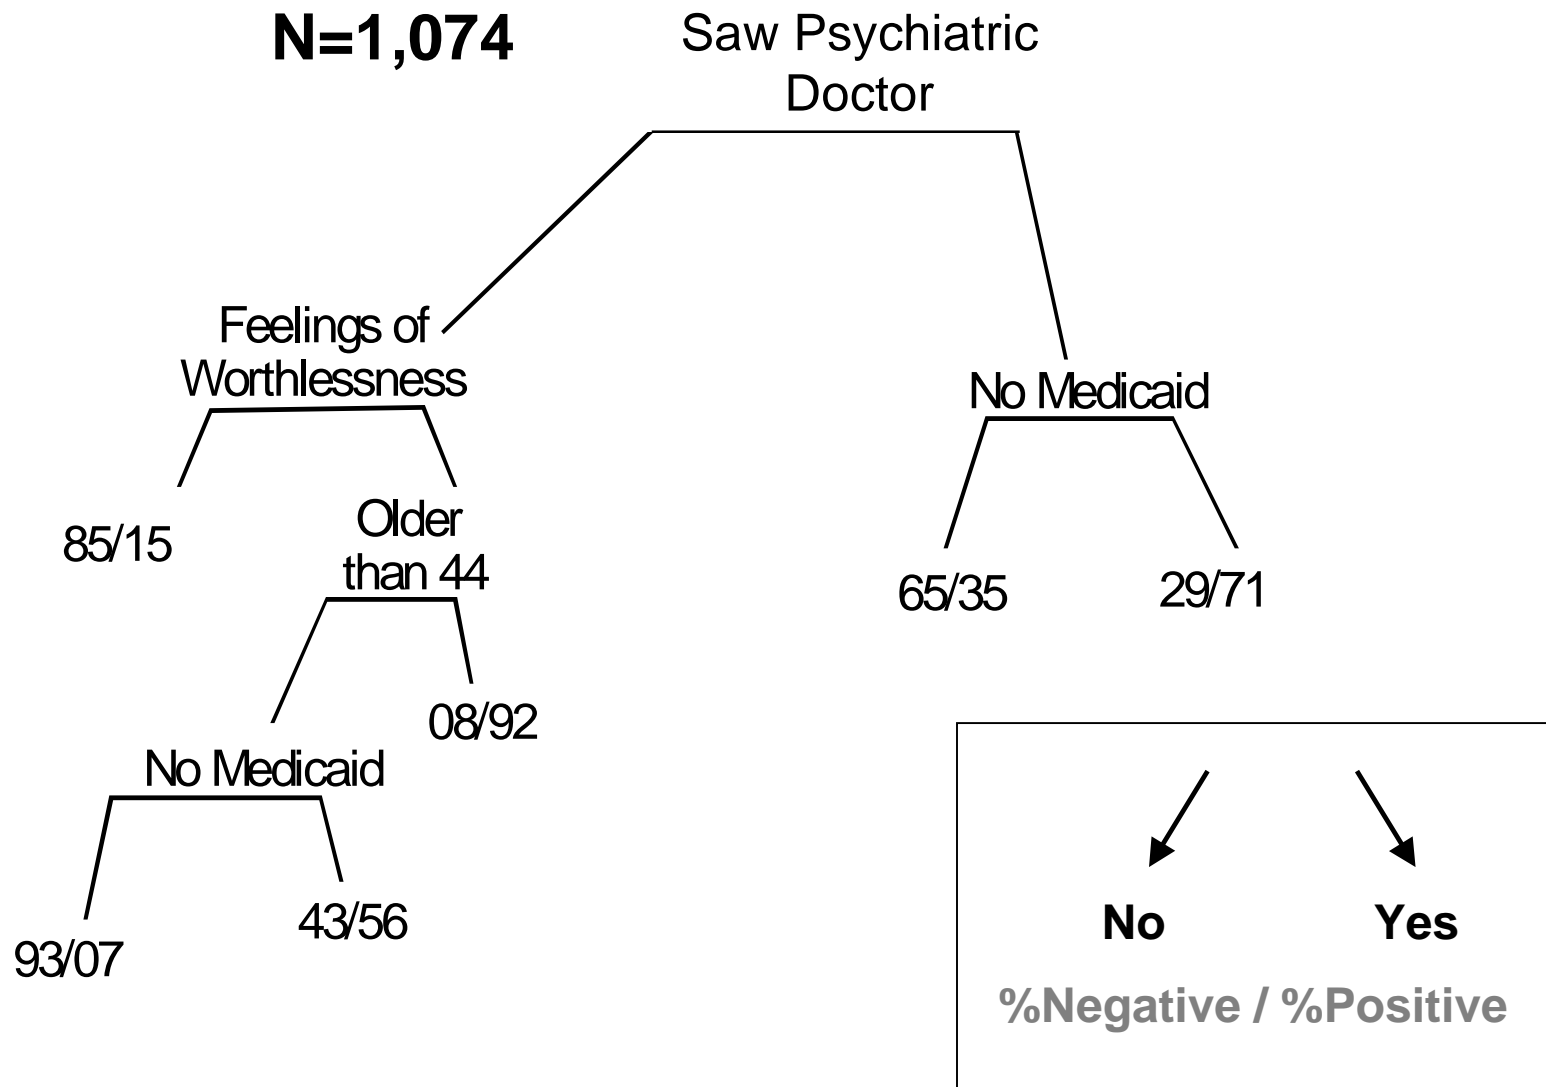 N=1,074
Saw Psychiatric
Doctor
Feelings of
Worthlessness
No Medicaid
85/15
Older
than 44
65/35
29/71
08/92
No Medicaid
43/56
93/07
No
Yes
%Negative / %Positive